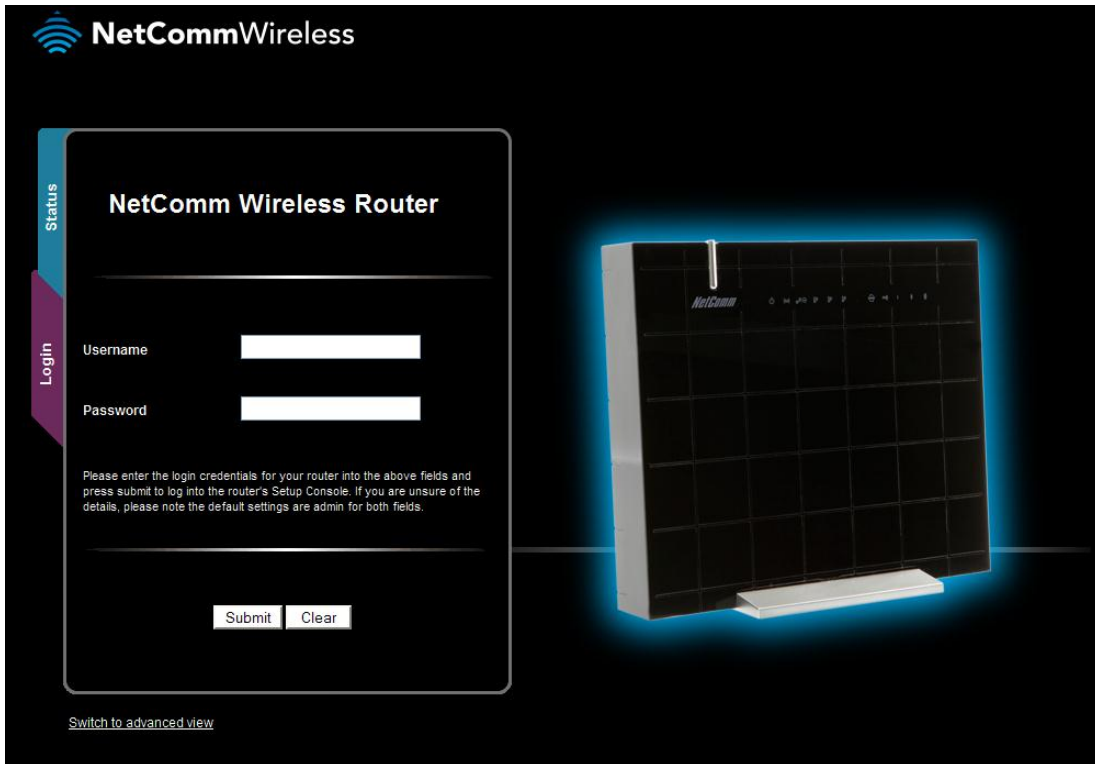 NetCommWireless
Status
Login
NetComm Wireless Router
Username
Password
Please enter the login credentials for your router into the above fields and
press submit to log into the router's Setup Console. If you are unsure of the
details, please note the default settings are admin for both fields.
Submit Clear
Switch to advanced view
NetComm